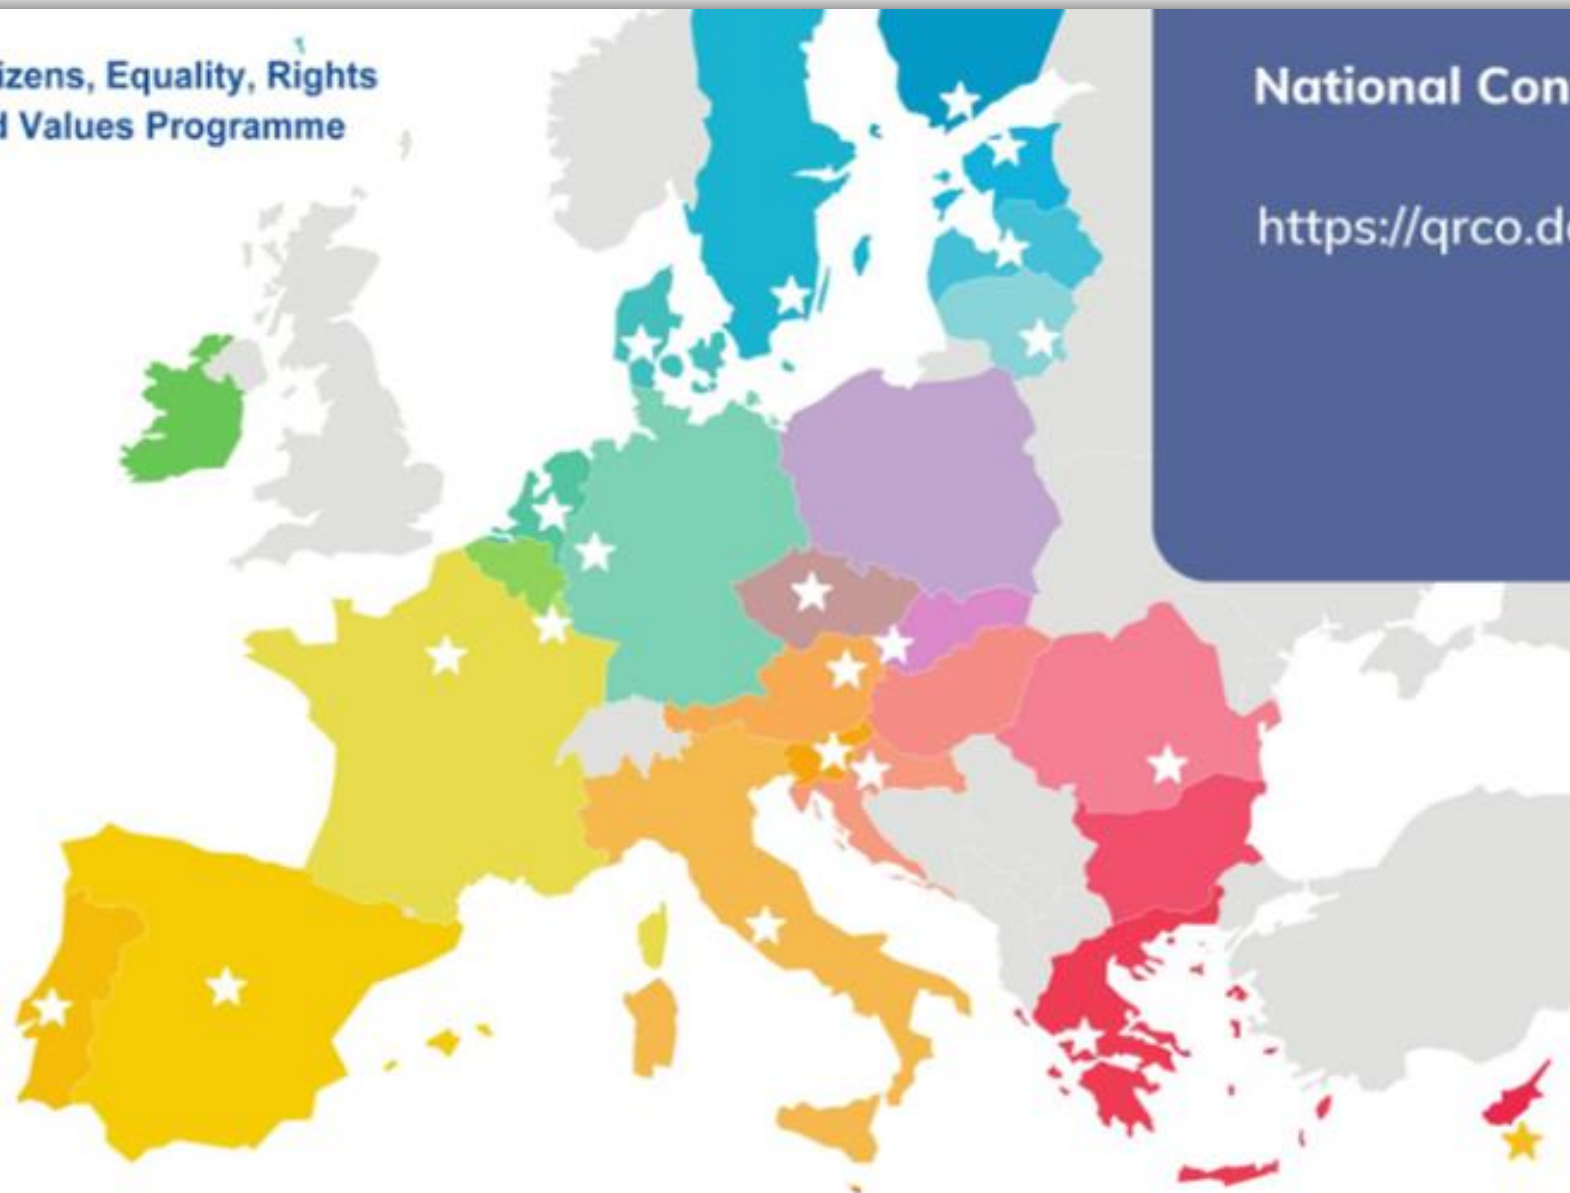 izens, Equality, Rights
d Values Programme
National Con
https://qrco.d